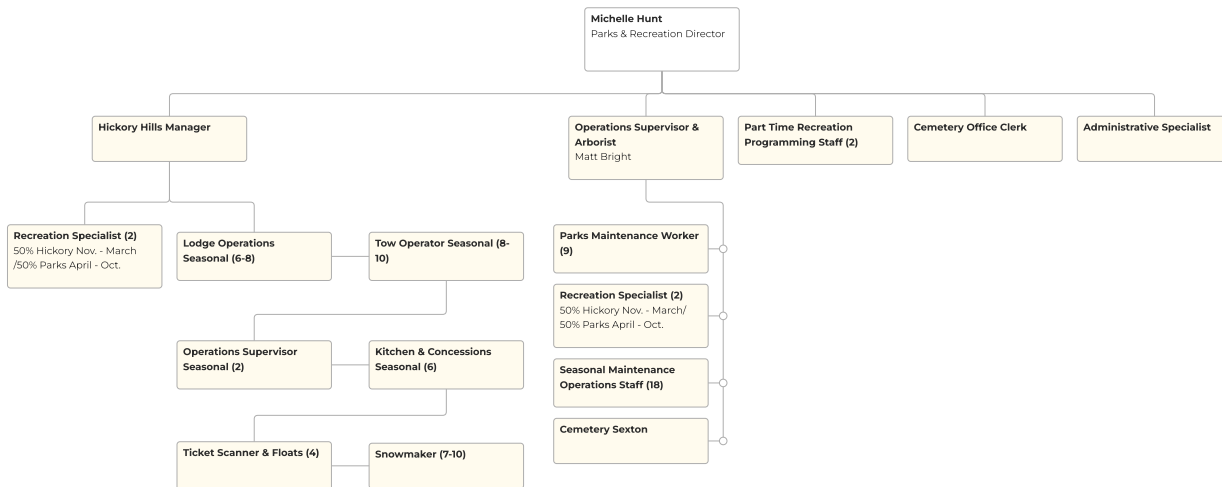 Michelle Hunt
Parks & Recreation Director
Hickory Hills Manager
Operations Supervisor &
Arborist
Matt Bright
Part Time Recreation
Programming Staff (2)
Cemetery Office Clerk
Administrative Specialist
Recreation Specialist (2)
50% Hickory Nov. - March
/50% Parks April - Oct.
Lodge Operations
Seasonal (6-8)
Tow Operator Seasonal (8-
10)
Operations Supervisor
Seasonal (2)
Kitchen & Concessions
Seasonal (6)
Ticket Scanner & Floats (4)
Snowmaker (7-10)
Parks Maintenance Worker
(9)
Recreation Specialist (2)
50% Hickory Nov. - March/
50% Parks April - Oct.
Seasonal Maintenance
Operations Staff (18)
Cemetery Sexton